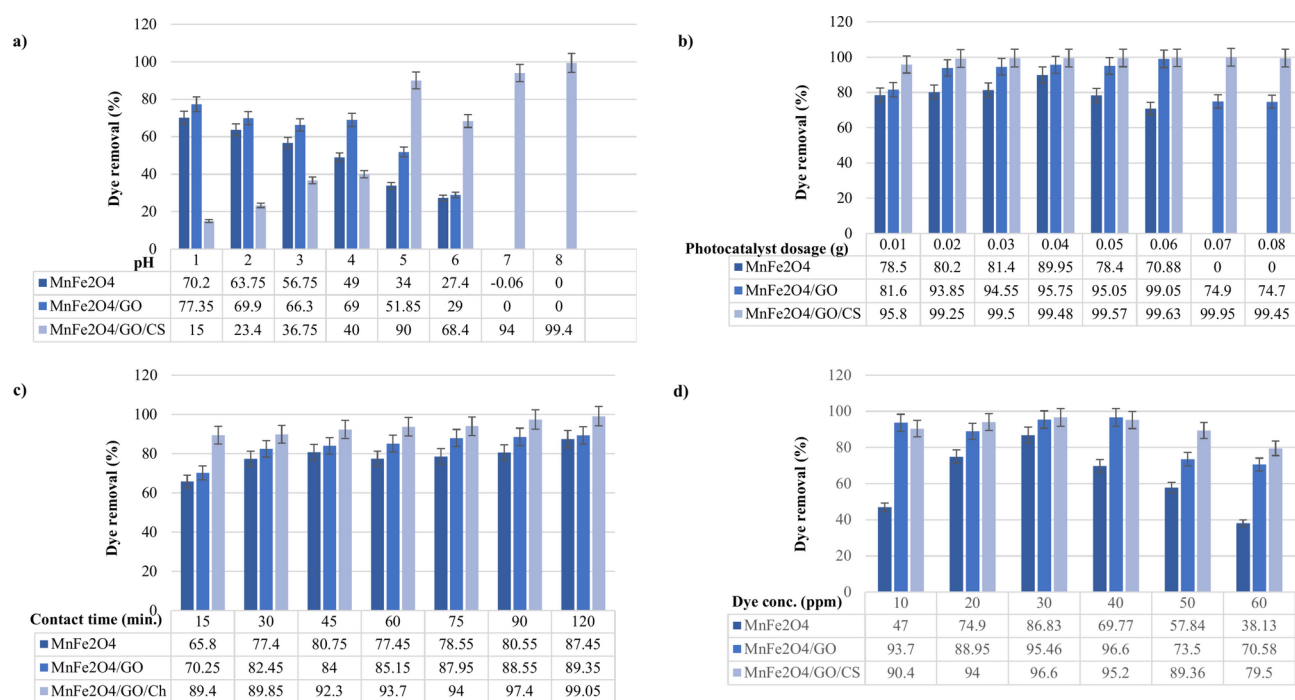 a)
120
100
80
60
40
20
0
Dye removal (%)
pH 1 2 3 4 5 6 7 8
MnFe2O4 70.2 63.75 56.75 49 34 27.4 -0.06 0
MnFe2O4/GO 77.35 69.9 66.3 69 51.85 29 0 0
MnFe2O4/GO/CS 15 23.4 36.75 40 90 68.4 94 99.4
b)
120
100
80
60
40
20
0
Dye removal (%)
Photocatalyst dosage (g) 0.01 0.02 0.03 0.04 0.05 0.06 0.07 0.08
MnFe2O4 78.5 80.2 81.4 89.95 78.4 70.88 0 0
MnFe2O4/GO 81.6 93.85 94.55 95.75 95.05 99.05 74.9 74.7
MnFe2O4/GO/CS 95.8 99.25 99.5 99.48 99.57 99.63 99.95 99.45
c)
120
100
80
60
40
20
0
Dye removal (%)
Contact time (min.) 15 30 45 60 75 90 120
MnFe2O4 65.8 77.4 80.75 77.45 78.55 80.55 87.45
MnFe2O4/GO 70.25 82.45 84 85.15 87.95 88.55 89.35
MnFe2O4/GO/Ch 89.4 89.85 92.3 93.7 94 97.4 99.05
d)
120
100
80
60
40
20
0
Dye removal (%)
Dye conc. (ppm) 10 20 30 40 50 60
MnFe2O4 47 74.9 86.83 69.77 57.84 38.13
MnFe2O4/GO 93.7 88.95 95.46 96.6 73.5 70.58
MnFe2O4/GO/CS 90.4 94 96.6 95.2 89.36 79.5